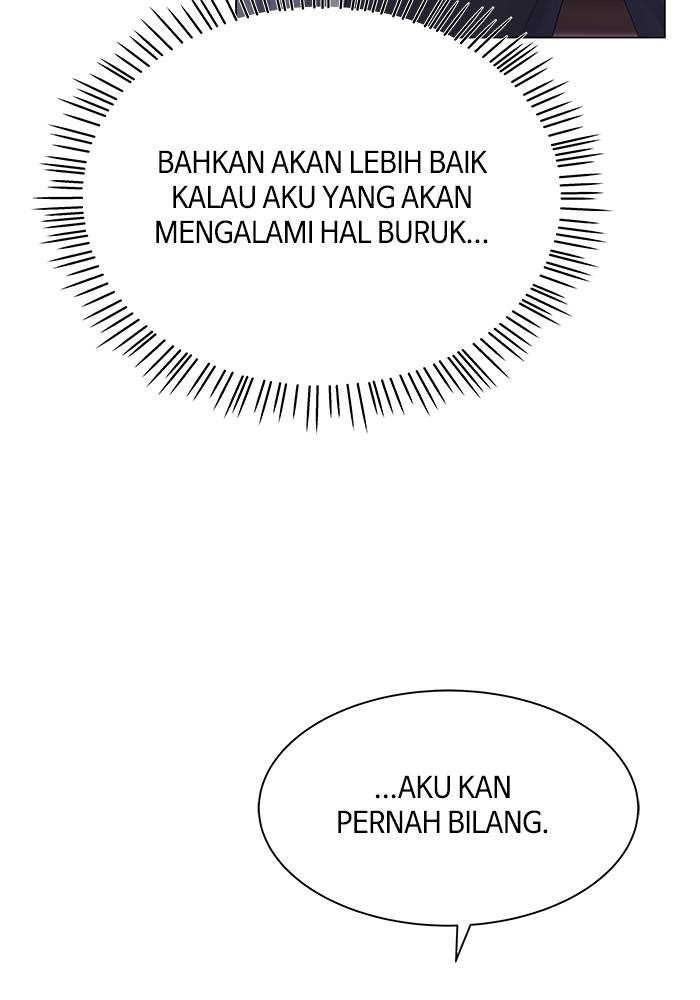 BAHKAN AKAN LEBIH BAIK
KALAU AKU YANG AKAN
MENGALAMI HAL BURUK...
...AKU KAN
PERNAH BILANG.